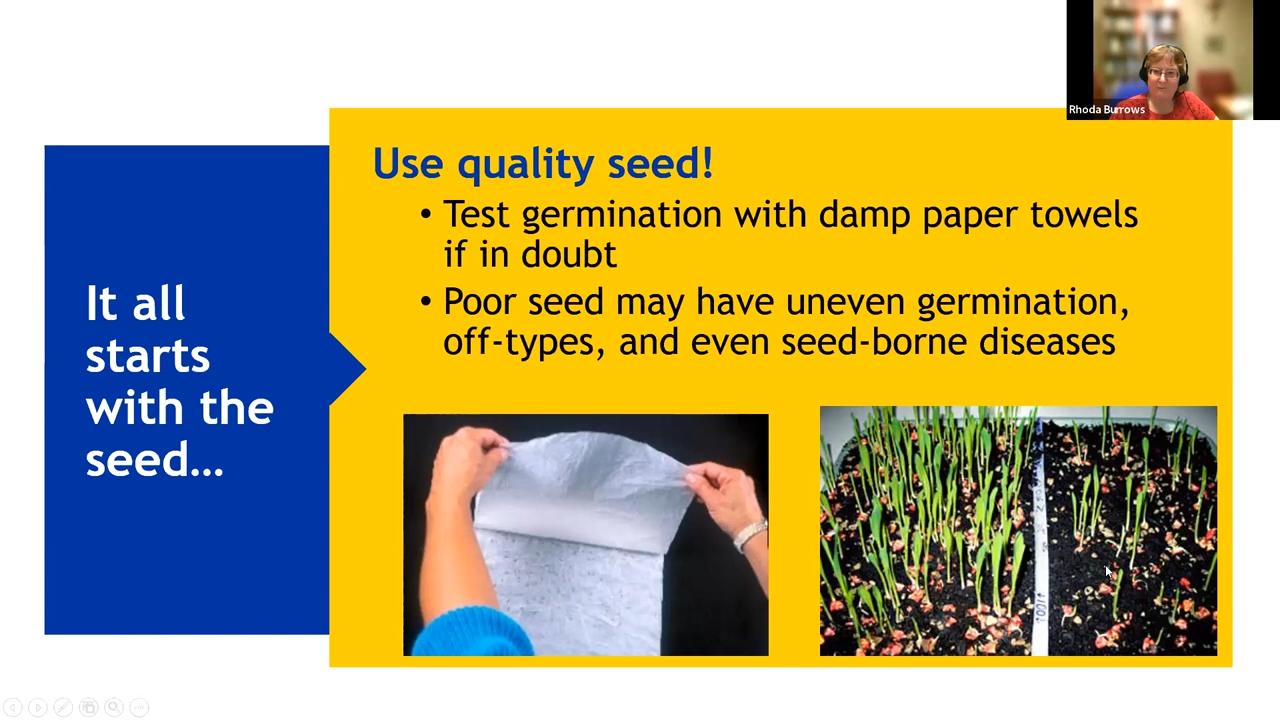 Rhoda Burrows
It all
starts
with the
seed...
Use quality seed!
• Test germination with damp paper towels
if in doubt
• Poor seed may have uneven germination,
off-types, and even seed-borne diseases